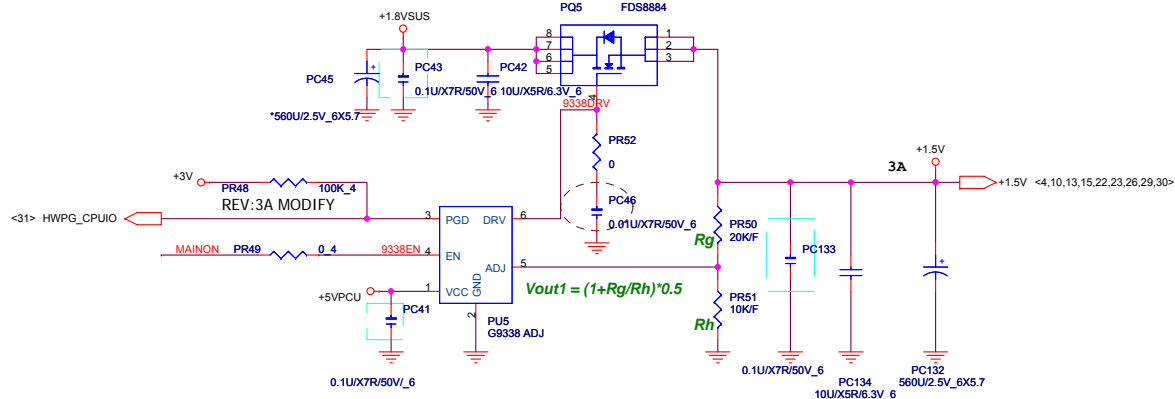 PQ5 FDS8884
+1.8VSUS
8 1
7 2
6 3
5
PC45 PC43 PC42
0.1U/X7R/50V_6 10U/X5R/6.3V_6
*560U/2.5V_6X5.7
4
9338DRV
PR52
0
PC46
0.01U/X7R/50V_6
+3V
PR48 100K_4
REV:3A MODIFY
<31> HWPG_CPUIO
3 PGD DRV 6
MAINON PR49 0_4 9338EN 4 EN
ADJ 5
+5VPCU 1 VCC GND
2
PC41
PU5
G9338 ADJ
0.1U/X7R/50V/_6
Vout1 = (1+Rg/Rh)*0.5
+1.5V
3A
+1.5V <4,10,13,15,22,23,26,29,30>
Rg PR50
20K/F
Rh PR51
10K/F
PC133
0.1U/X7R/50V_6
PC134
10U/X5R/6.3V_6
PC132
560U/2.5V_6X5.7
+
+